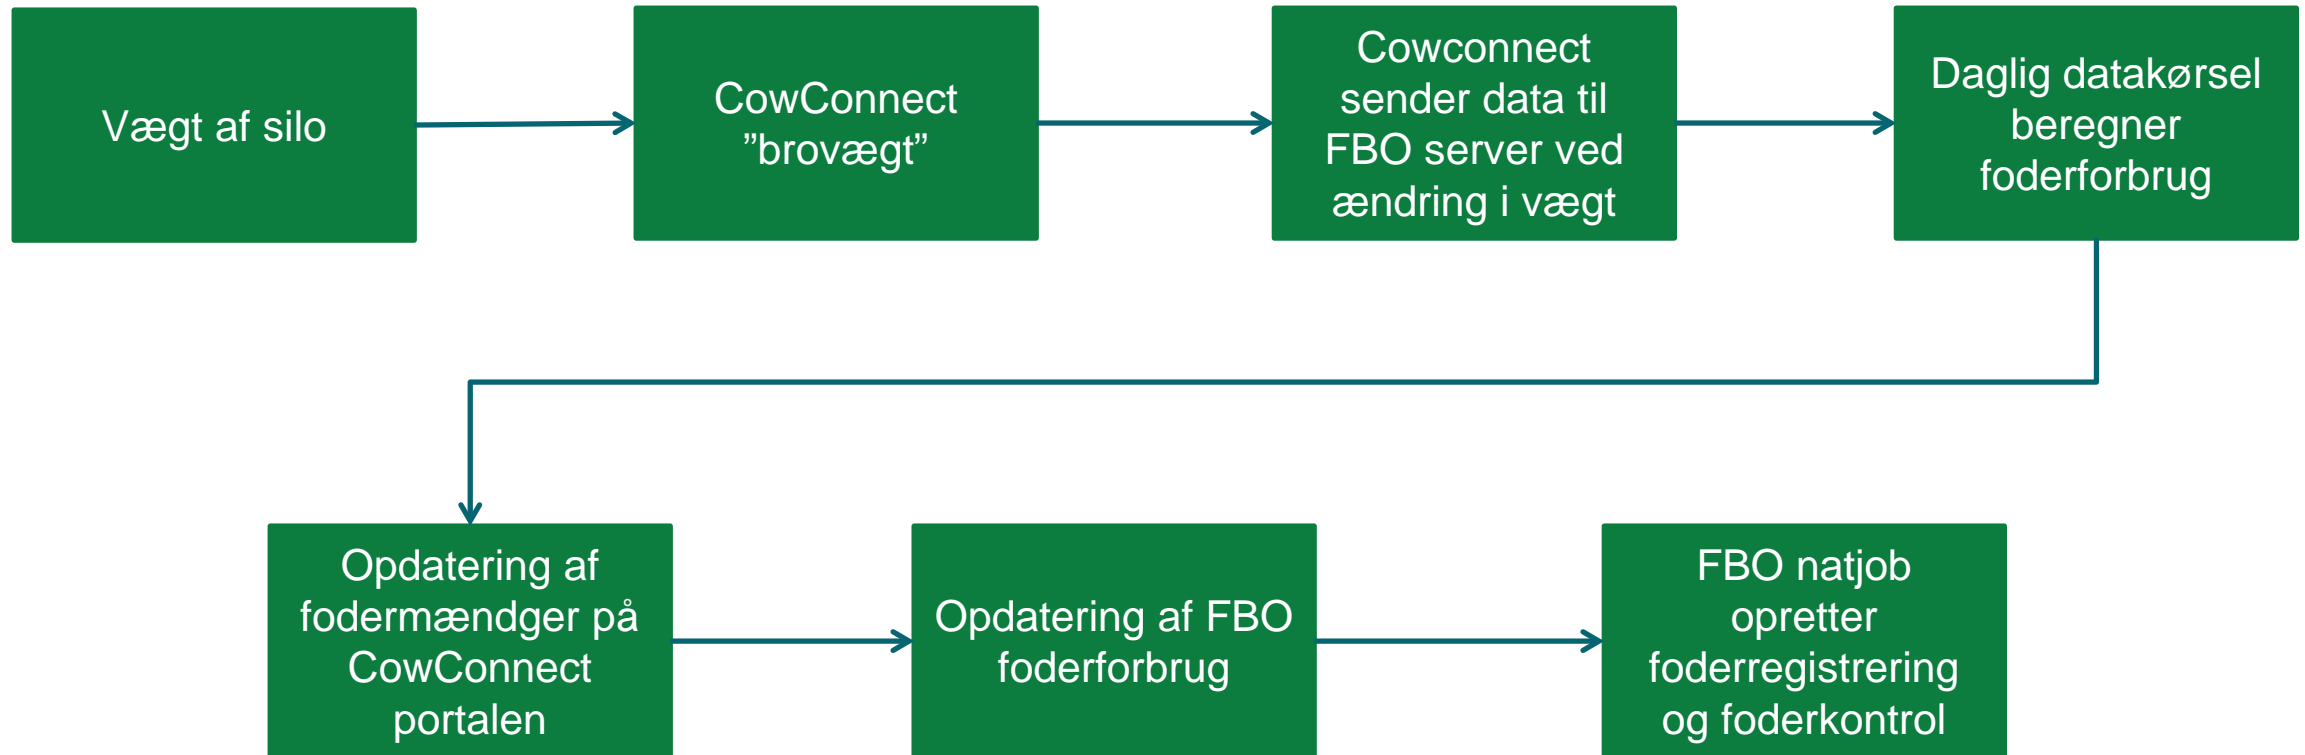 Vægt af silo
CowConnect
”brovægt”
Cowconnect
sender data til
FBO server ved
ændring i vægt
Daglig datakørsel
beregner
foderforbrug
Opdatering af
fodermændger på
CowConnect
portalen
Opdatering af FBO
foderforbrug
FBO natjob
opretter
foderregistrering
og foderkontrol